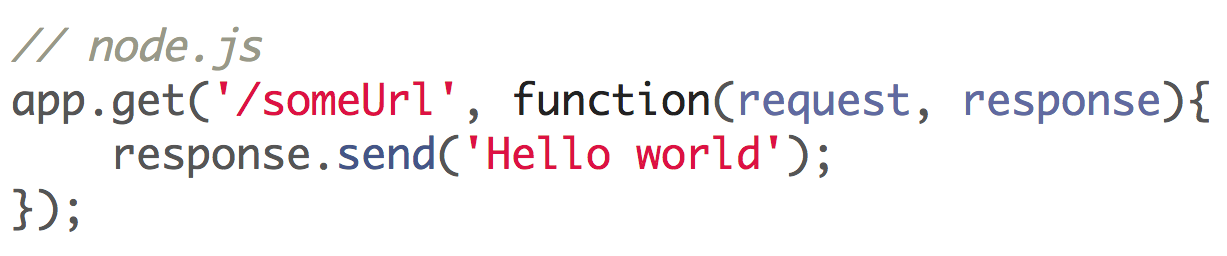 // node.js
app.get('/someUrl', function(request, response){
    response.send('Hello world');
});